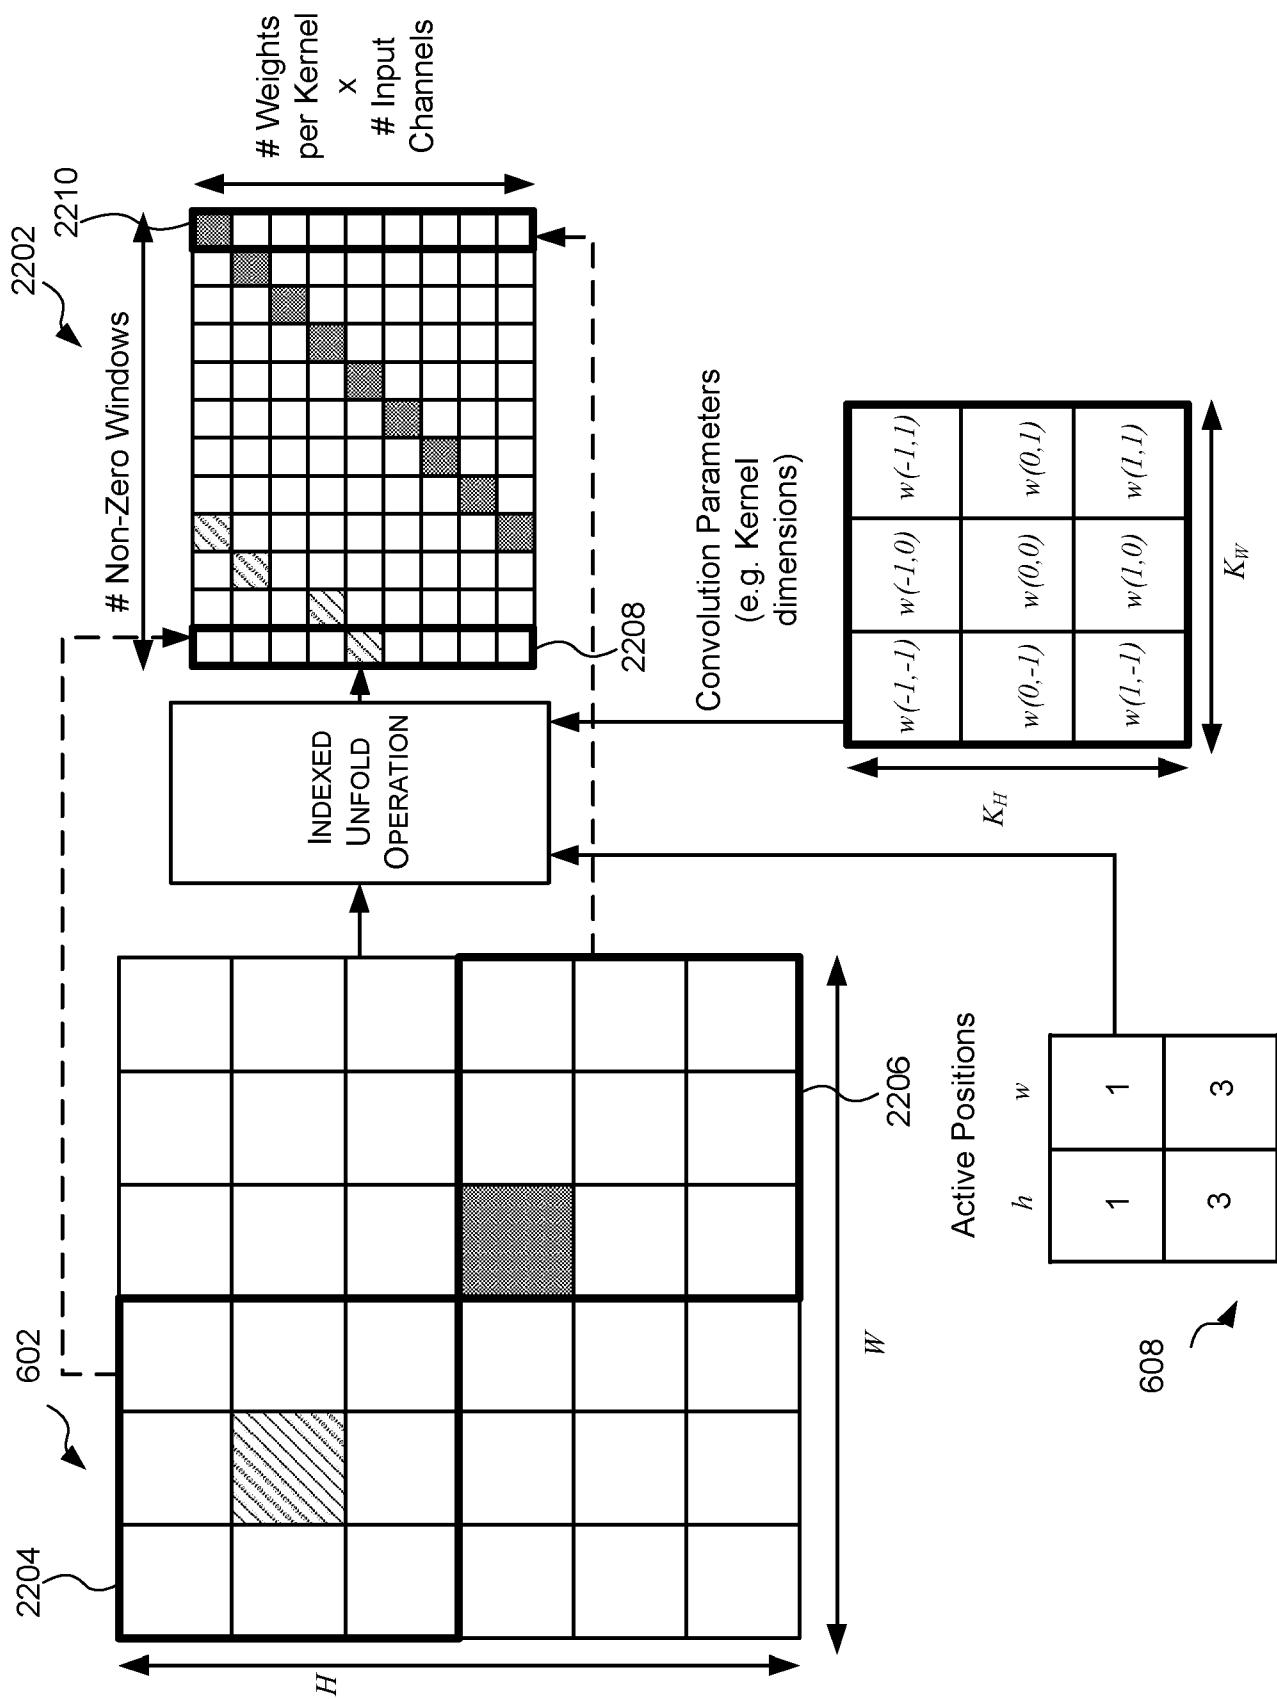 2202
2210
2204
602
# Non-Zero Windows
# Weights
per Kernel
x
# Input
Channels
INDEXED
UNFOLD
OPERATION
2208
H
W
2206
Convolution Parameters
(e.g. Kernel
dimensions)
Active Positions
h w
1 1
3 3
608
K_H
w(-1,-1) w(-1,0) w(-1,1)
w(0,-1) w(0,0) w(0,1)
w(1,-1) w(1,0) w(1,1)
K_W